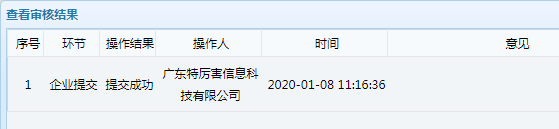 查看审核结果
序号 环节 操作结果 操作人 时间 意见
1 企业提交 提交成功 广东特厉害信息科技有限公司 2020-01-08 11:16:36